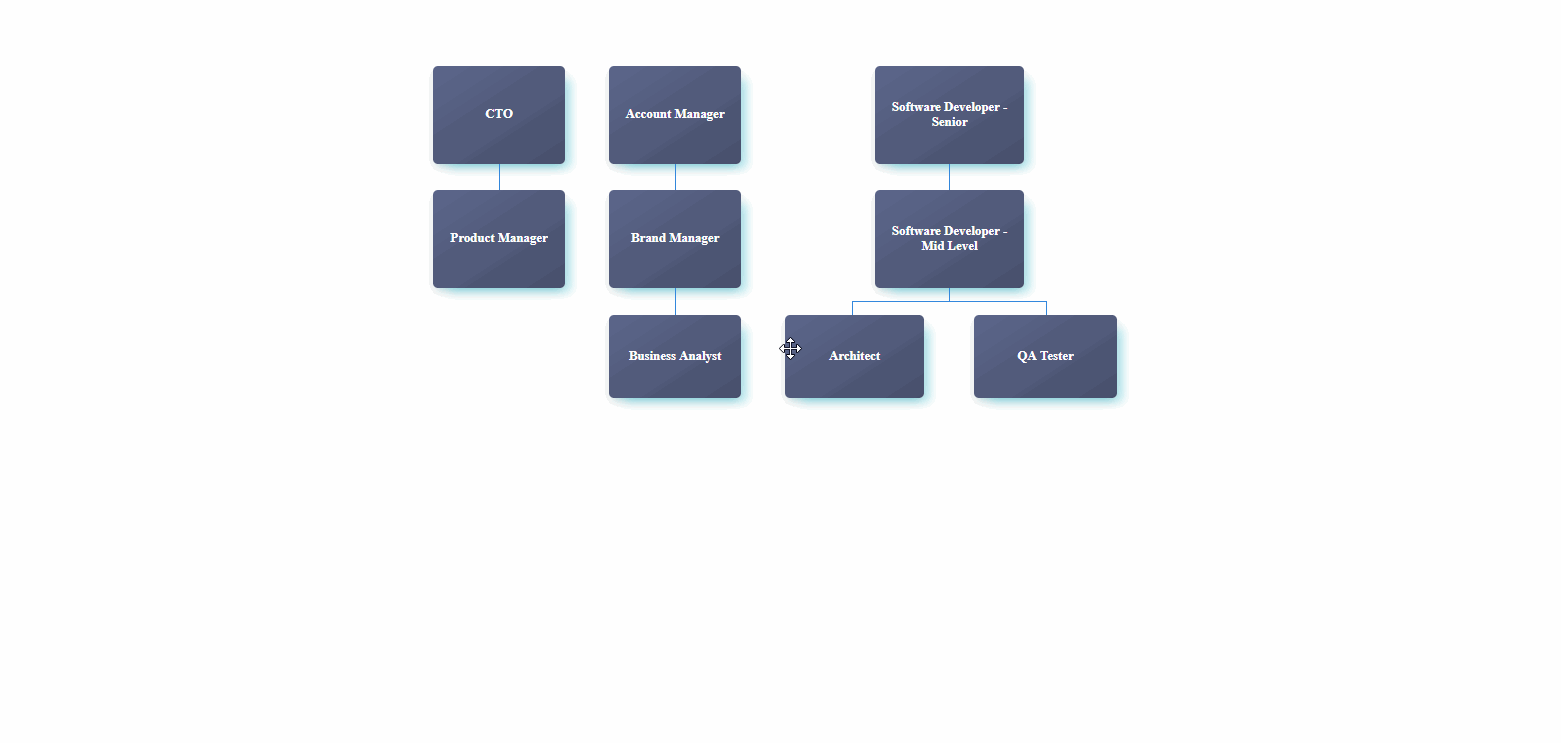 CTO
Account Manager
Software Developer -
Senior
Product Manager
Brand Manager
Software Developer -
Mid Level
Business Analyst
Architect
QA Tester